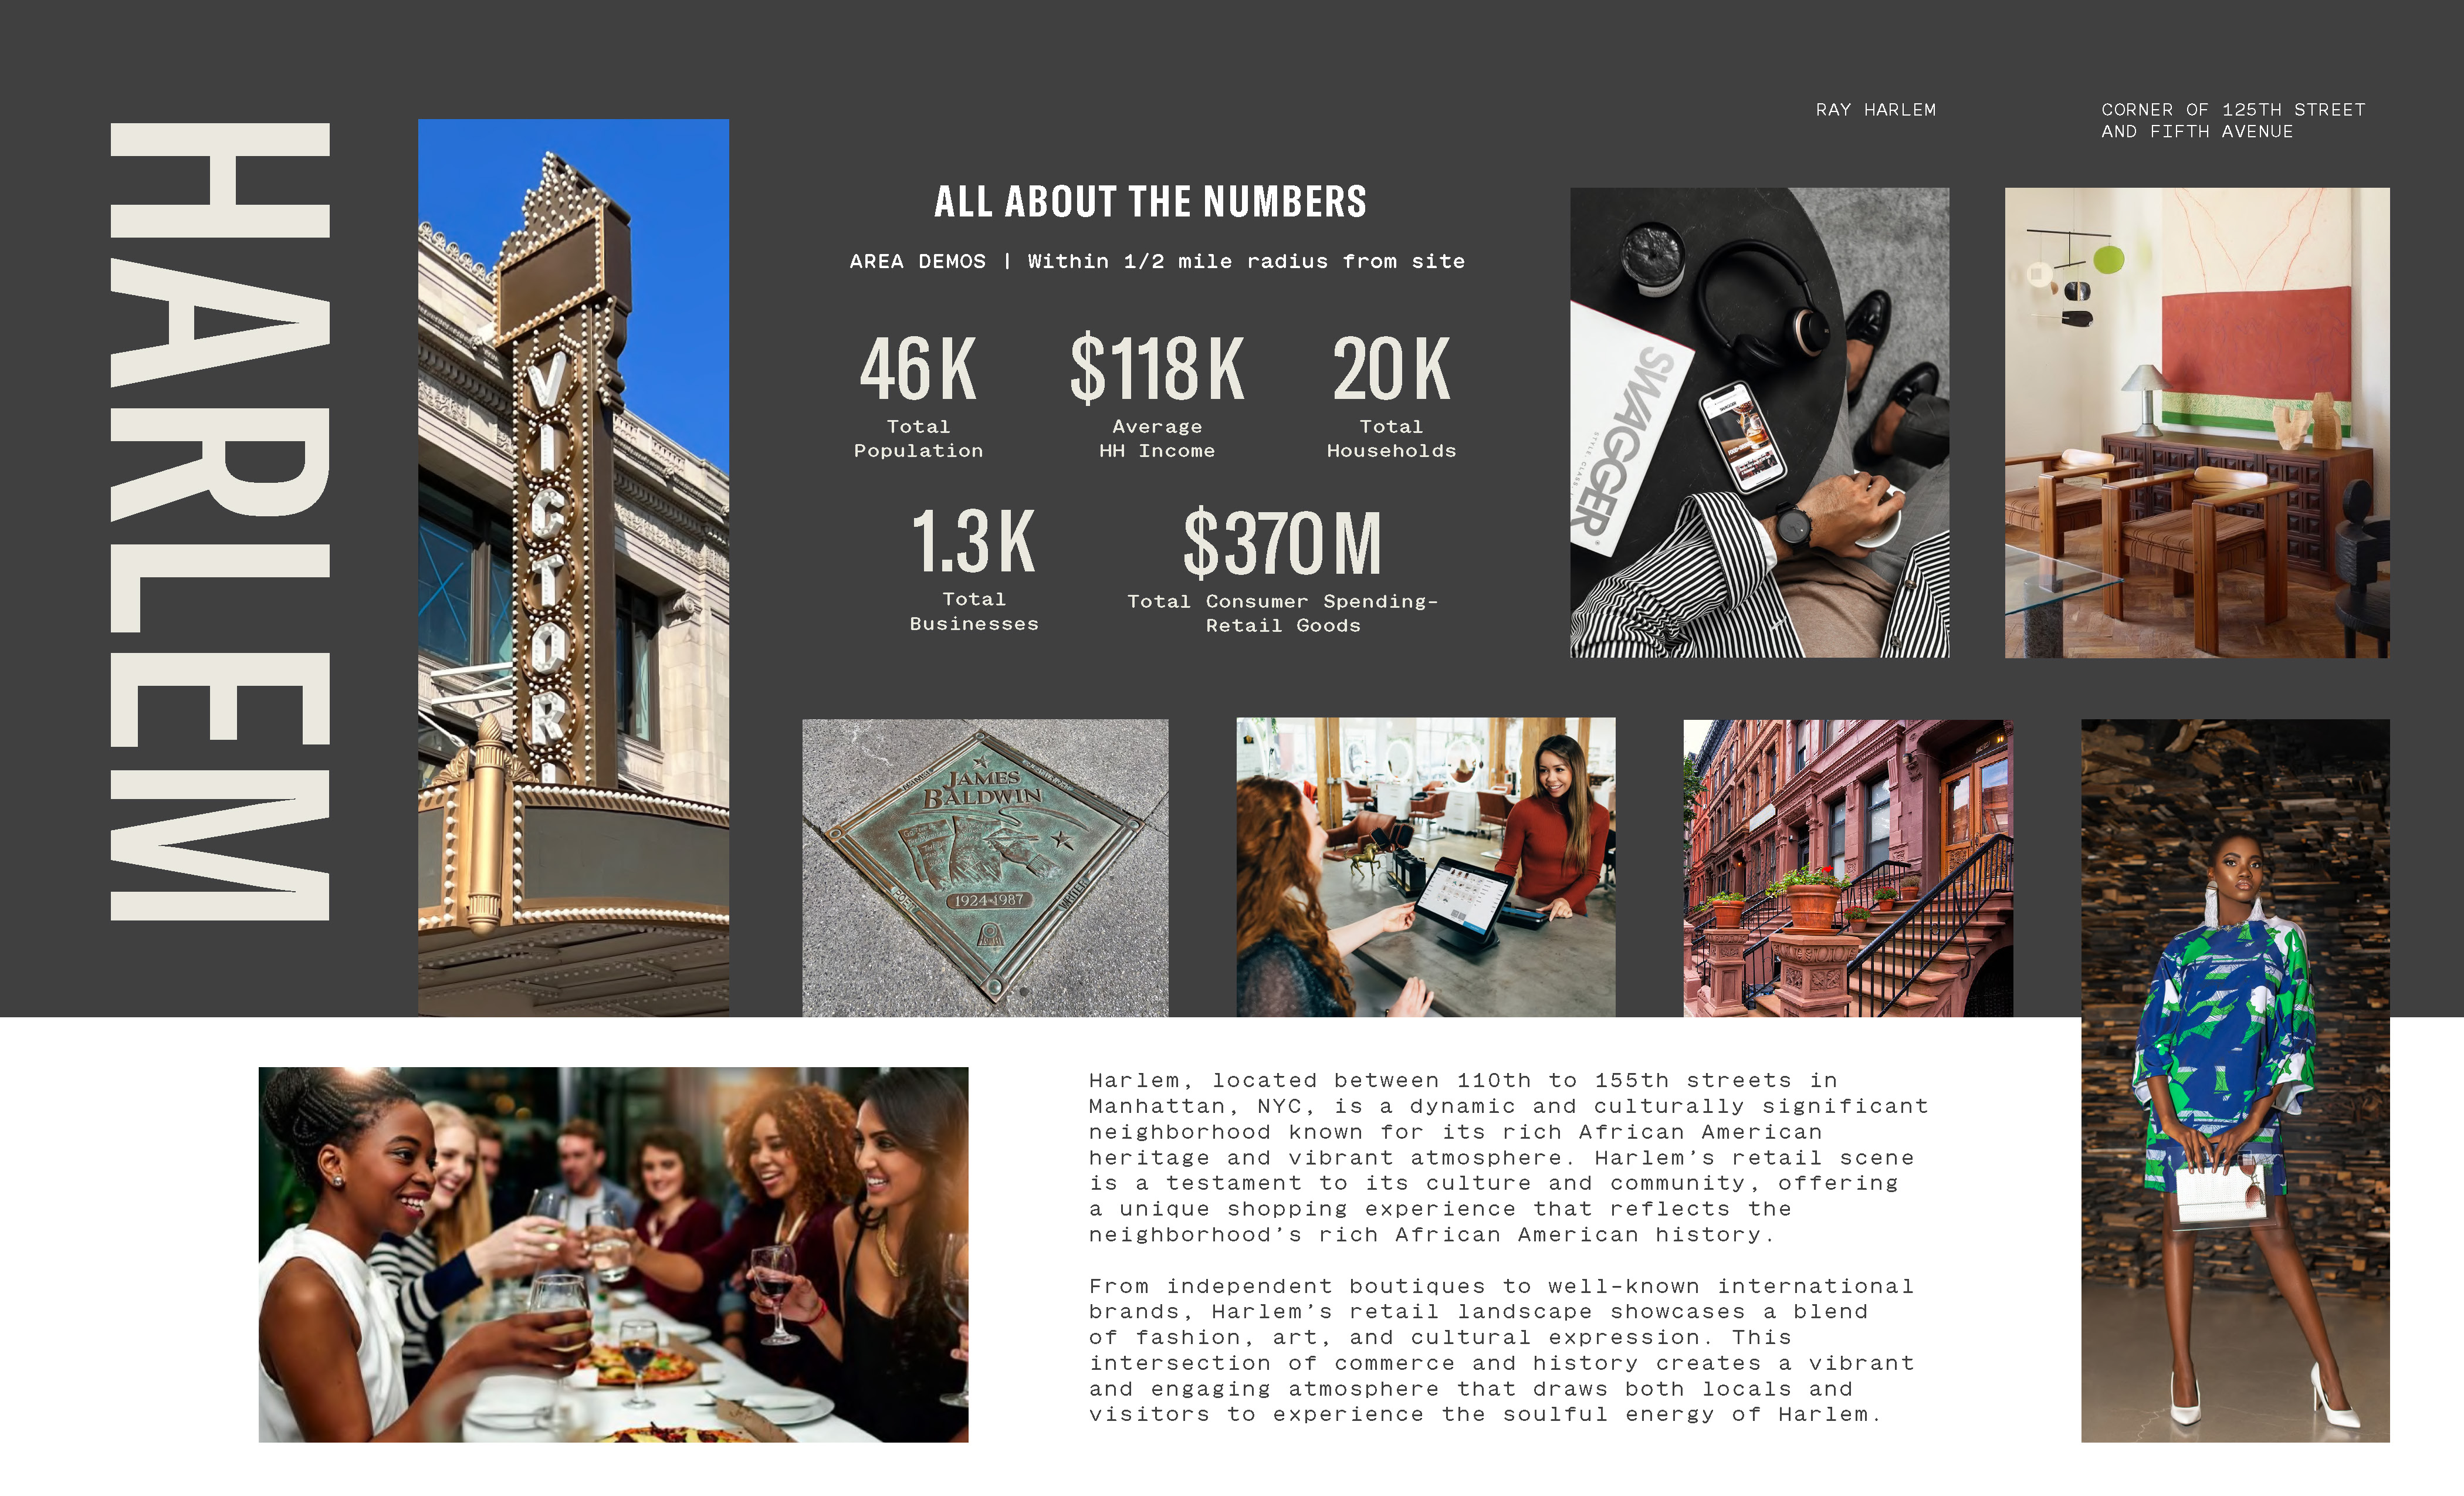 HARLEM
RAY HARLEM
CORNER OF 125TH STREET
AND FIFTH AVENUE
ALL ABOUT THE NUMBERS
AREA DEMOS | Within 1/2 mile radius from site
46K
Total
Population
$118K
Average
HH Income
20K
Total
Households
1.3K
Total
Businesses
$370M
Total Consumer Spending-
Retail Goods
VICTORI
SWAGGER
JAMES
BALDWIN
1924-1987
WRITER
Harlem, located between 110th to 155th streets in
Manhattan, NYC, is a dynamic and culturally significant
neighborhood known for its rich African American
heritage and vibrant atmosphere. Harlem’s retail scene
is a testament to its culture and community, offering
a unique shopping experience that reflects the
neighborhood’s rich African American history.
From independent boutiques to well-known international
brands, Harlem’s retail landscape showcases a blend
of fashion, art, and cultural expression. This
intersection of commerce and history creates a vibrant
and engaging atmosphere that draws both locals and
visitors to experience the soulful energy of Harlem.